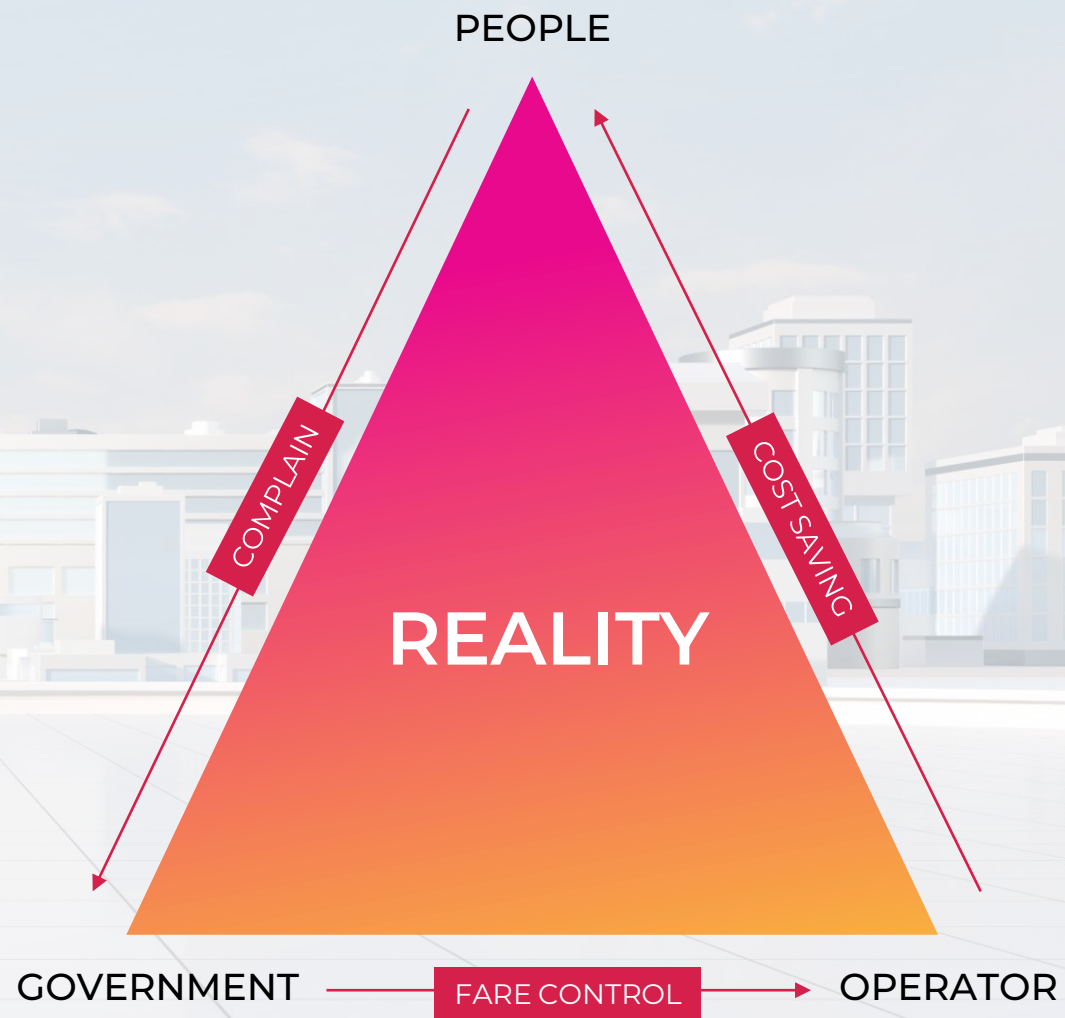 PEOPLE
COMPLAIN
COST SAVING
REALITY
GOVERNMENT
FARE CONTROL
OPERATOR